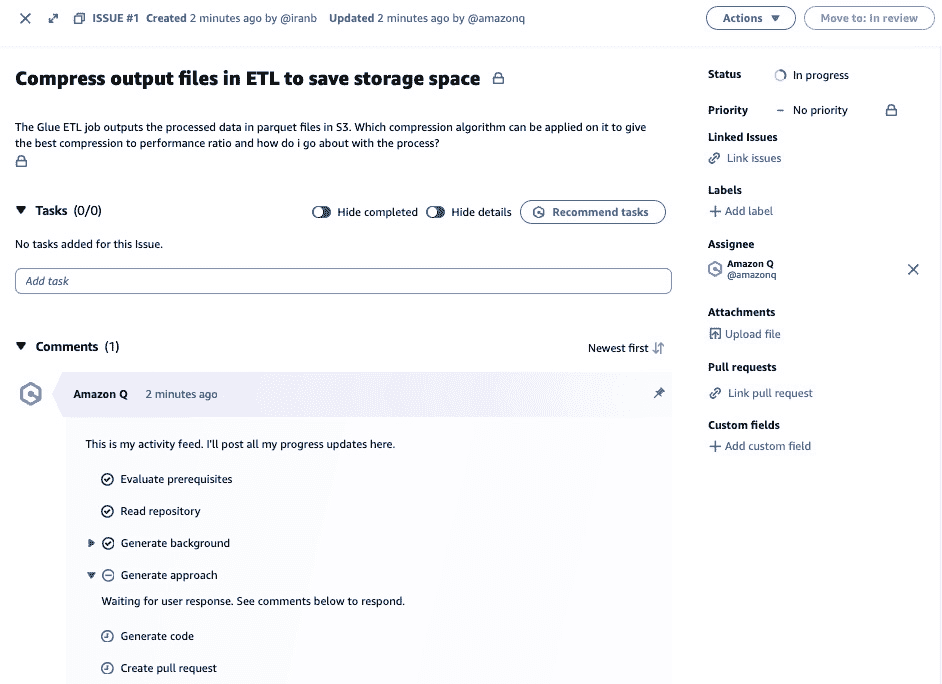 ISSUE #1 Created 2 minutes ago by @iranb Updated 2 minutes ago by @amazonq
Actions
Move to: In review
Compress output files in ETL to save storage space
The Glue ETL job outputs the processed data in parquet files in S3. Which compression algorithm can be applied on it to give
the best compression to performance ratio and how do i go about with the process?
Tasks (0/0)
Hide completed
Hide details
Recommend tasks
No tasks added for this Issue.
Add task
Comments (1)
Newest first
Amazon Q 2 minutes ago
This is my activity feed. I'll post all my progress updates here.
Evaluate prerequisites
Read repository
Generate background
Generate approach
Waiting for user response. See comments below to respond.
Generate code
Create pull request
Status In progress
Priority – No priority
Linked Issues
Link issues
Labels
Add label
Assignee
Amazon Q
@amazonq
Attachments
Upload file
Pull requests
Link pull request
Custom fields
Add custom field